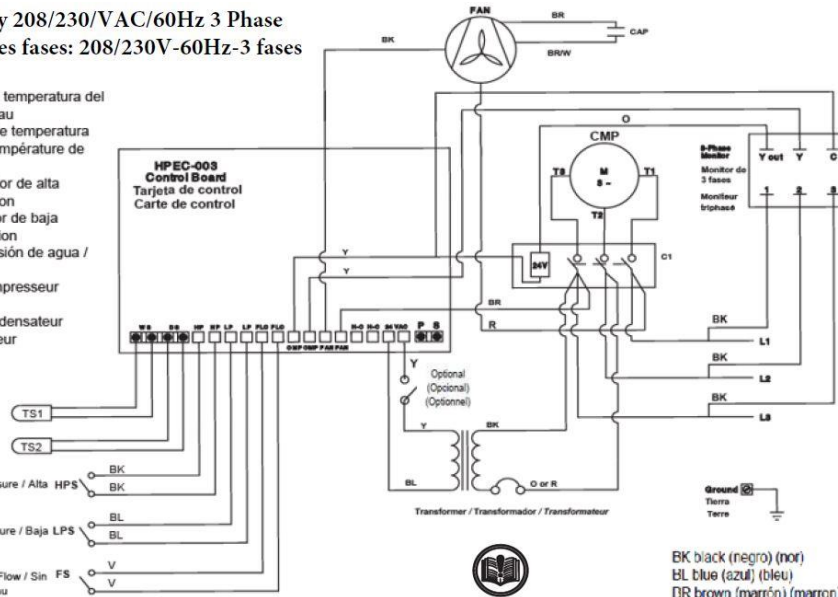 y 208/230/VAC/60Hz 3 Phase
es fases: 208/230V-60Hz-3 fases
temperatura del
au
e temperatura
mpérature de
or de alta
on
or de baja
ion
sión de agua /
mpresseur
densateur
eur
FAN
BR
CAP
BR/W
BK
O
CMP
T3
M
3 ~
T1
T2
3-Phase
Monitor
Monitor de
3 fases
Moniteur
triphasé
Y out
Y
C
1
2
3
HPEC-003
Control Board
Tarjeta de control
Carte de control
Y
Y
24V
C1
BR
R
WS
SS
HP
HP
LP
LP
FLO
FLO
CMP
CMP
FAN
FAN
N-C
N-C
24 VAC
P
S
BK
L1
BK
L2
BK
L3
Y
Optional
(Opcional)
(Optionnel)
Y
BK
BL
O or R
Transformer / Transformador / Transformateur
TS1
TS2
sure / Alta HPS
BK
BK
ure / Baja LPS
BL
BL
Flow / Sin FS
au
V
V
Ground
Tierra
Terre
BK black (negro) (noir)
BL blue (azul) (bleu)
BR brown (marrón) (marron)